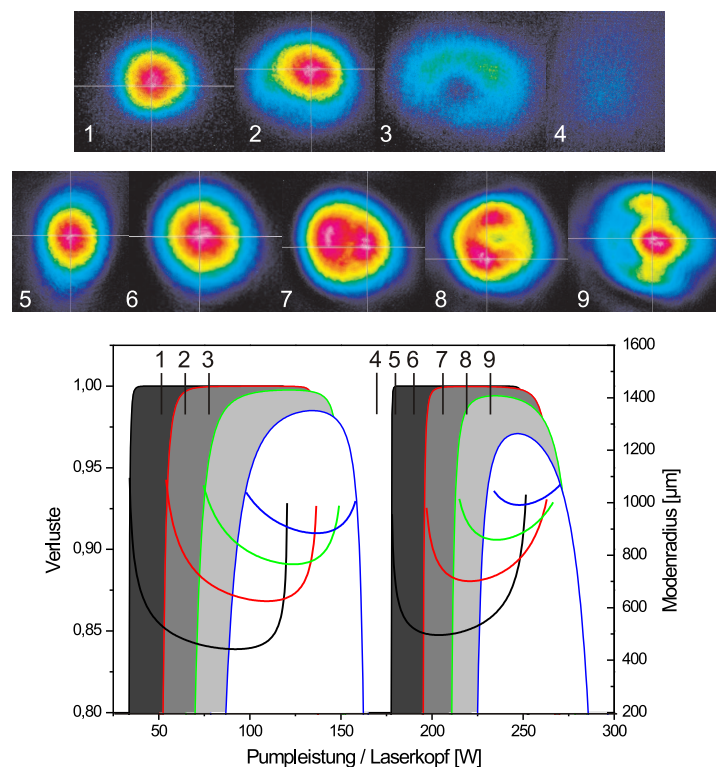 1 2 3 4
5 6 7 8 9
1 2 3 4 5 6 7 8 9
1,00
0,95
0,90
0,85
0,80
Verluste
1600
1400
1200
1000
800
600
400
200
Modenradius [µm]
50 100 150 200 250 300
Pumpleistung / Laserkopf [W]